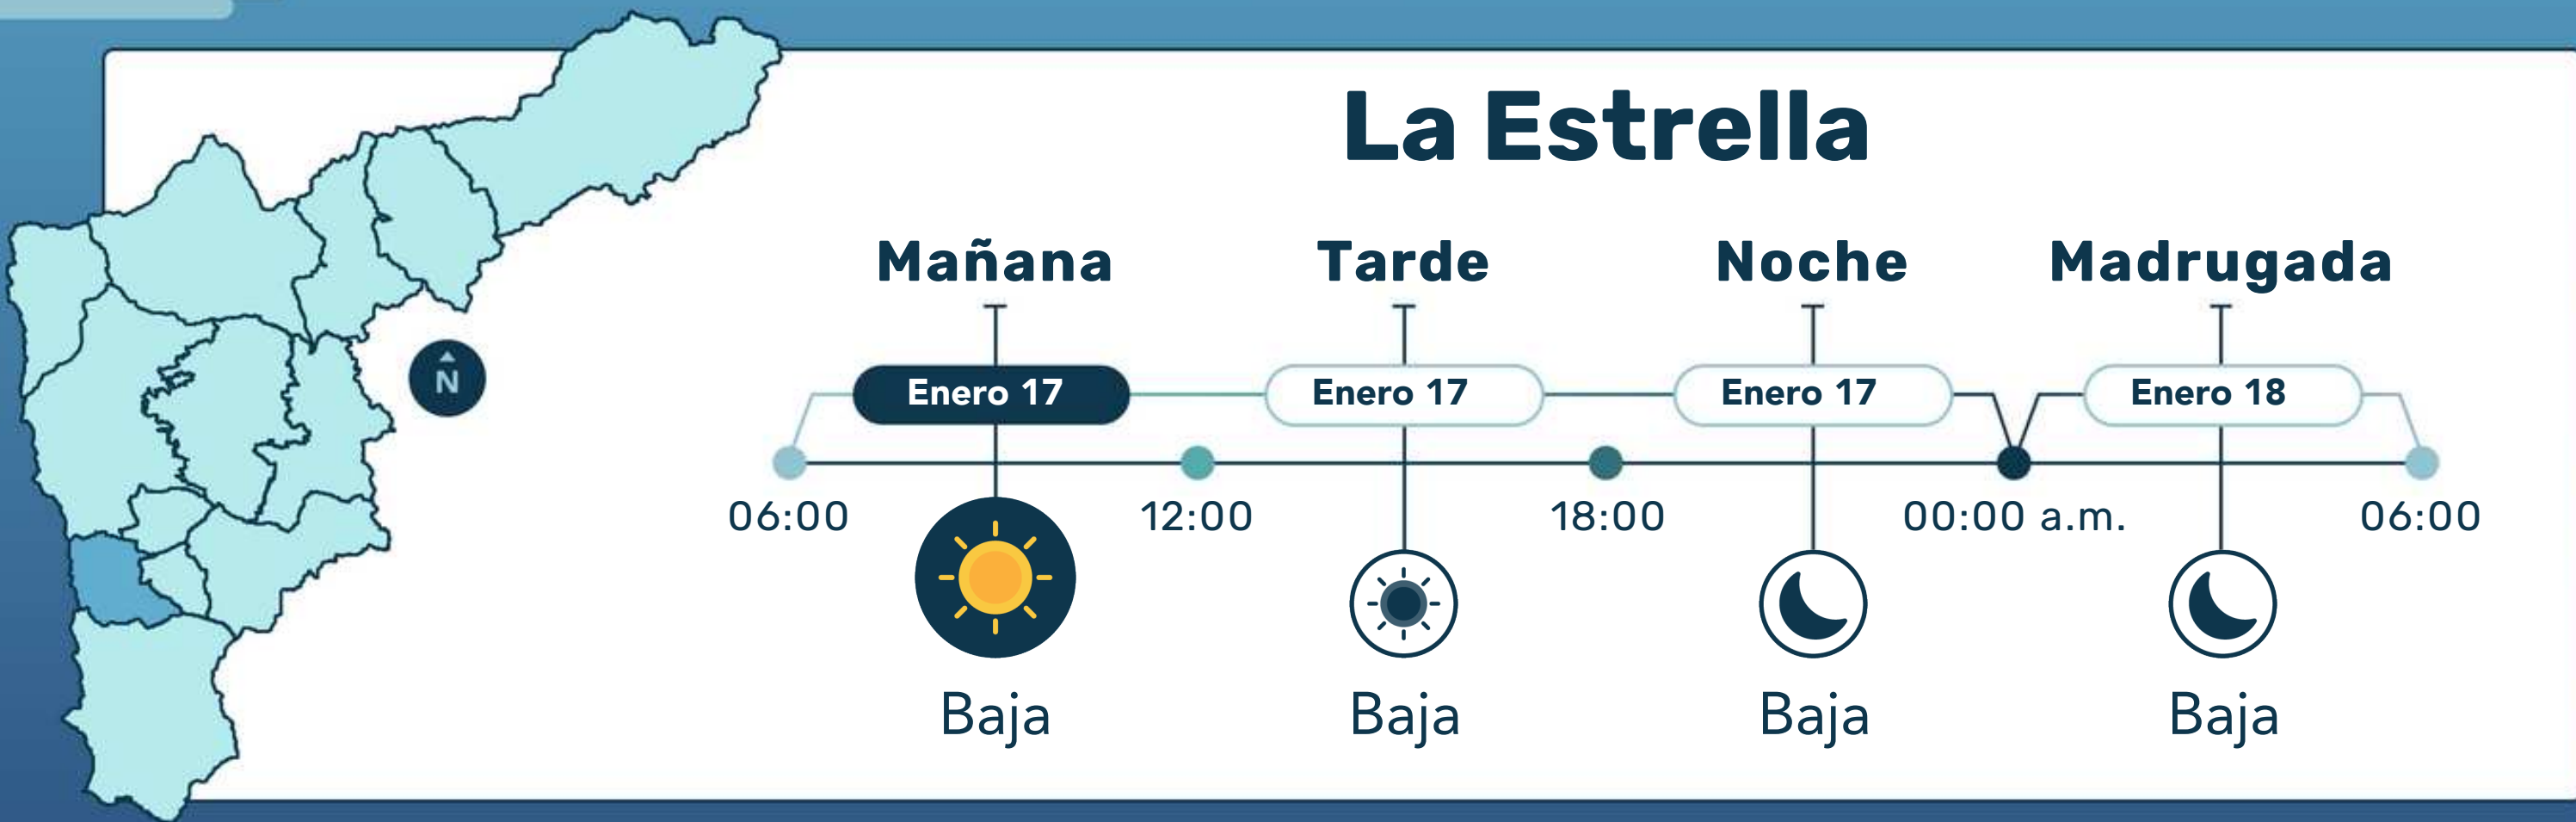 La Estrella
Mañana Tarde Noche Madrugada
Enero 17 Enero 17 Enero 17 Enero 18
N
06:00 12:00 18:00 00:00 a.m. 06:00
Baja Baja Baja Baja